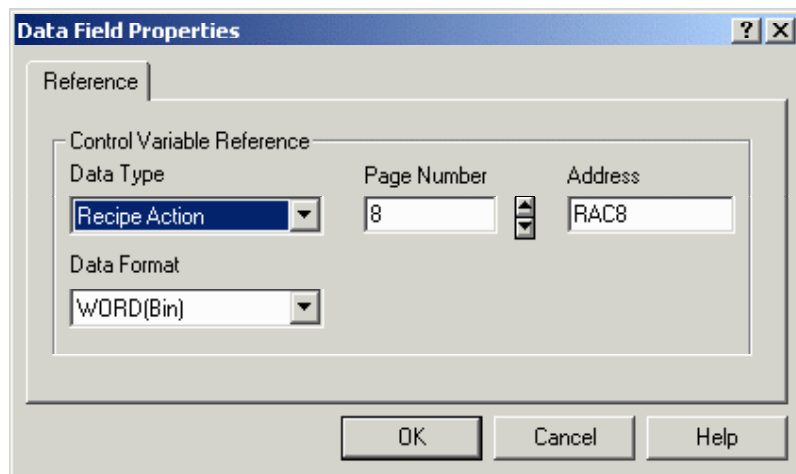 Data Field Properties
Reference
Control Variable Reference
Data Type Page Number Address
Recipe Action 8 RAC8
Data Format
WORD(Bin)
OK Cancel Help